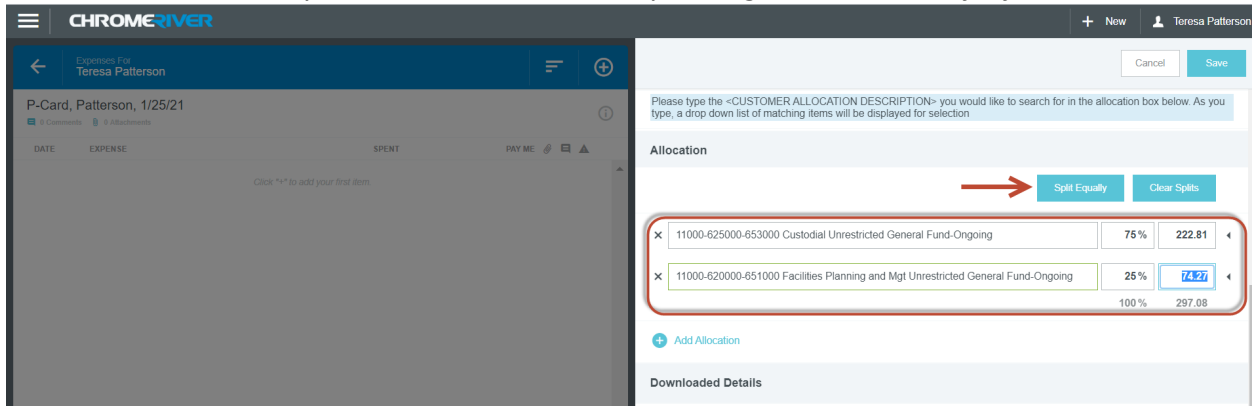 CHROMERIVER
+ New
Teresa Patterson
Expenses For
Teresa Patterson
Cancel
Save
P-Card, Patterson, 1/25/21
0 Comments 0 Attachments
Please type the <CUSTOMER ALLOCATION DESCRIPTION> you would like to search for in the allocation box below. As you
type, a drop down list of matching items will be displayed for selection
DATE EXPENSE SPENT PAY ME
Click "+" to add your first item.
Allocation
Split Equally
Clear Splits
× 11000-625000-653000 Custodial Unrestricted General Fund-Ongoing 75% 222.81
× 11000-620000-651000 Facilities Planning and Mgt Unrestricted General Fund-Ongoing 25% 74.27
100% 297.08
+ Add Allocation
Downloaded Details